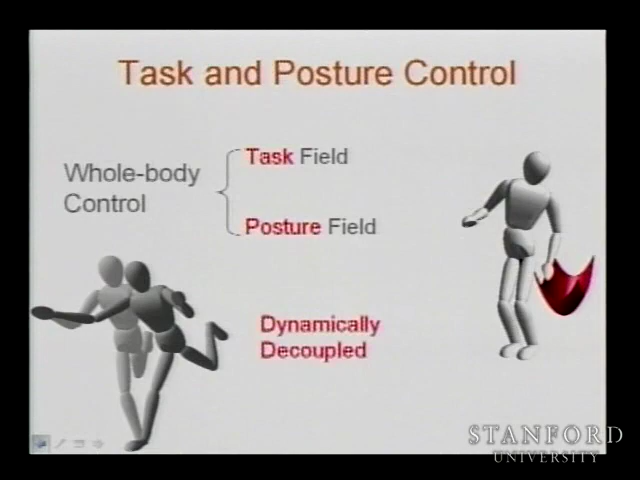 Task and Posture Control
Whole-body
Control
Task Field
Posture Field
Dynamically
Decoupled
STANFORD
UNIVERSITY